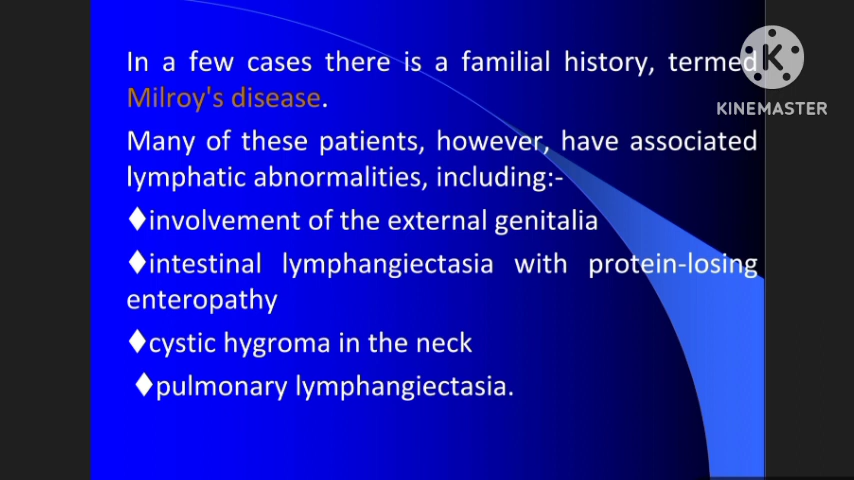 In a few cases there is a familial history, termed
Milroy's disease.
Many of these patients, however, have associated
lymphatic abnormalities, including:-
♦involvement of the external genitalia
♦intestinal lymphangiectasia with protein-losing
enteropathy
♦cystic hygroma in the neck
♦pulmonary lymphangiectasia.
K
KINEMASTER